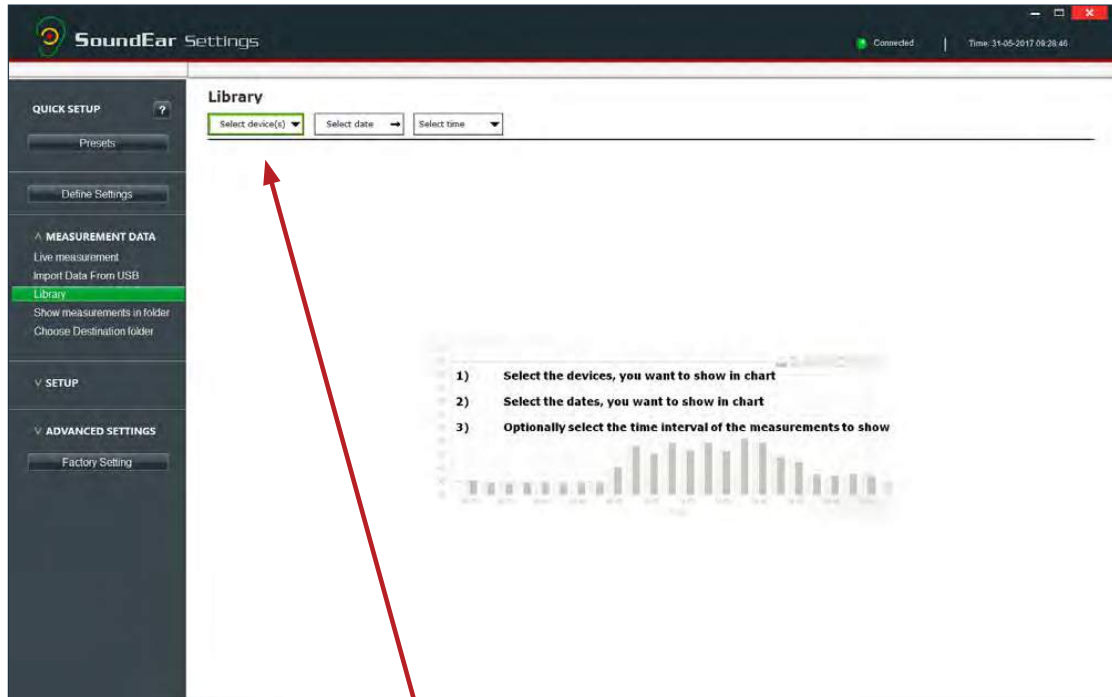 SoundEar Settings
Connected | Time: 31-05-2017 09:28:46
QUICK SETUP ?
Presets
Define Settings
∧ MEASUREMENT DATA
Live measurement
Import Data From USB
Library
Show measurements in folder
Choose Destination folder
∨ SETUP
∨ ADVANCED SETTINGS
Factory Setting
Library
Select device(s) Select date Select time
1) Select the devices, you want to show in chart
2) Select the dates, you want to show in chart
3) Optionally select the time interval of the measurements to show